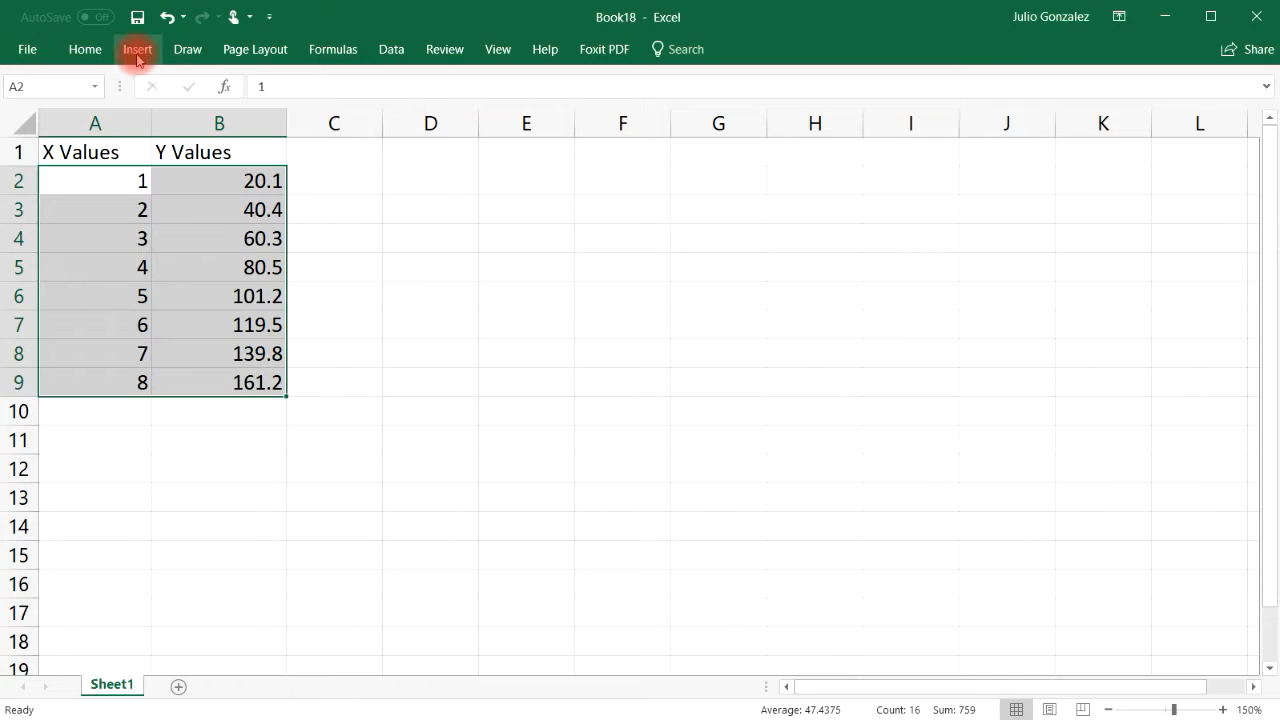 AutoSave Off Book18 - Excel Julio Gonzalez
File Home Insert Draw Page Layout Formulas Data Review View Help Foxit PDF Search Share
A2 fx 1
A B C D E F G H I J K L
1 X Values Y Values
2 1 20.1
3 2 40.4
4 3 60.3
5 4 80.5
6 5 101.2
7 6 119.5
8 7 139.8
9 8 161.2
10
11
12
13
14
15
16
17
18
19
Sheet1
Ready Average: 47.4375 Count: 16 Sum: 759 150%